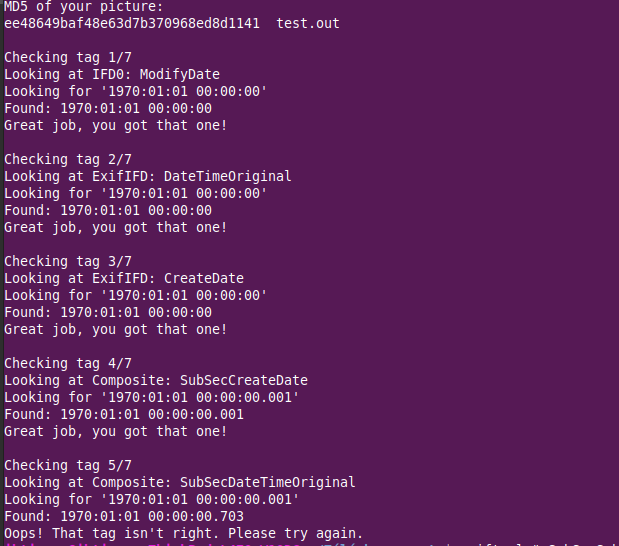 MD5 of your picture:
ee48649baf48e63d7b370968ed8d1141  test.out
Checking tag 1/7
Looking at IFD0: ModifyDate
Looking for '1970:01:01 00:00:00'
Found: 1970:01:01 00:00:00
Great job, you got that one!
Checking tag 2/7
Looking at ExifIFD: DateTimeOriginal
Looking for '1970:01:01 00:00:00'
Found: 1970:01:01 00:00:00
Great job, you got that one!
Checking tag 3/7
Looking at ExifIFD: CreateDate
Looking for '1970:01:01 00:00:00'
Found: 1970:01:01 00:00:00
Great job, you got that one!
Checking tag 4/7
Looking at Composite: SubSecCreateDate
Looking for '1970:01:01 00:00:00.001'
Found: 1970:01:01 00:00:00.001
Great job, you got that one!
Checking tag 5/7
Looking at Composite: SubSecDateTimeOriginal
Looking for '1970:01:01 00:00:00.001'
Found: 1970:01:01 00:00:00.703
Oops! That tag isn't right. Please try again.